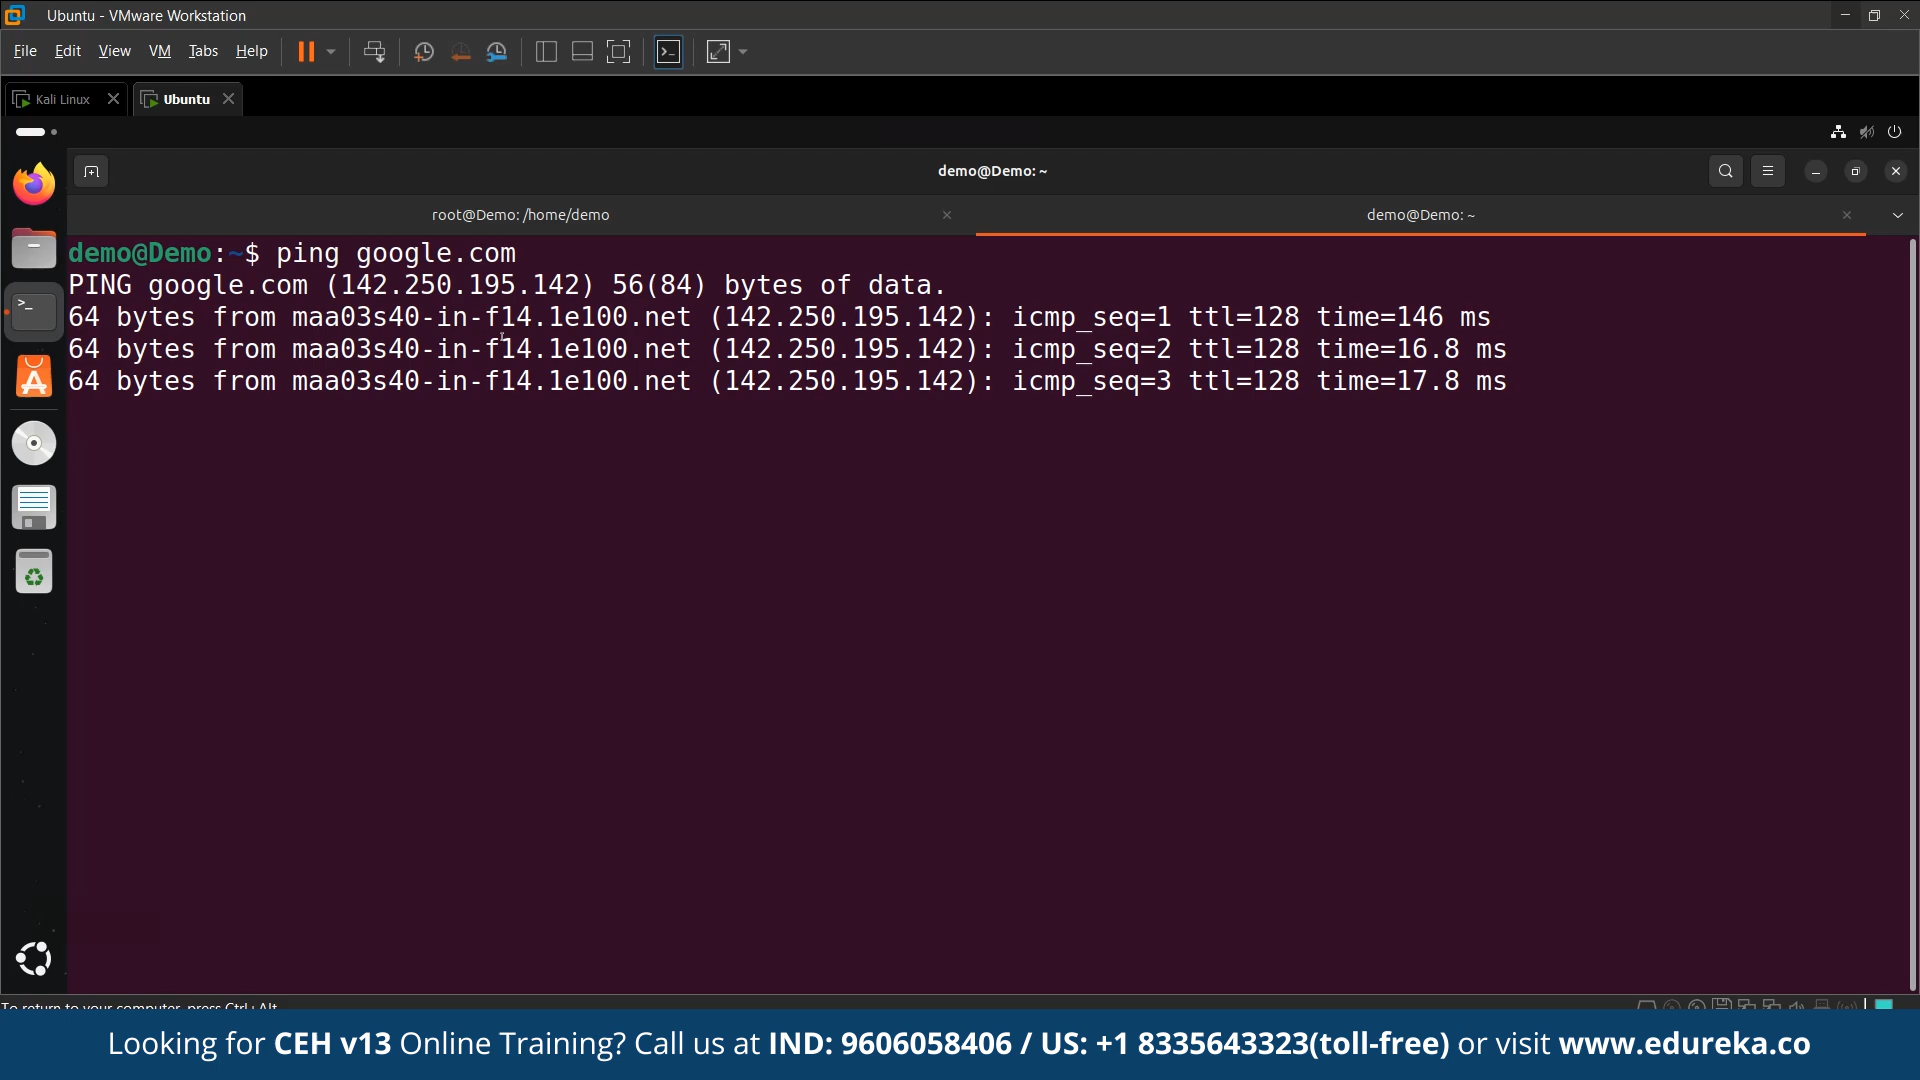 Ubuntu - VMware Workstation
File Edit View VM Tabs Help
Kali Linux
Ubuntu
demo@Demo: ~
root@Demo: /home/demo
demo@Demo: ~
demo@Demo:~$ ping google.com
PING google.com (142.250.195.142) 56(84) bytes of data.
64 bytes from maa03s40-in-f14.1e100.net (142.250.195.142): icmp_seq=1 ttl=128 time=146 ms
64 bytes from maa03s40-in-f14.1e100.net (142.250.195.142): icmp_seq=2 ttl=128 time=16.8 ms
64 bytes from maa03s40-in-f14.1e100.net (142.250.195.142): icmp_seq=3 ttl=128 time=17.8 ms
To return to your computer, press Ctrl+Alt.
Looking for CEH v13 Online Training? Call us at IND: 9606058406 / US: +1 8335643323(toll-free) or visit www.edureka.co